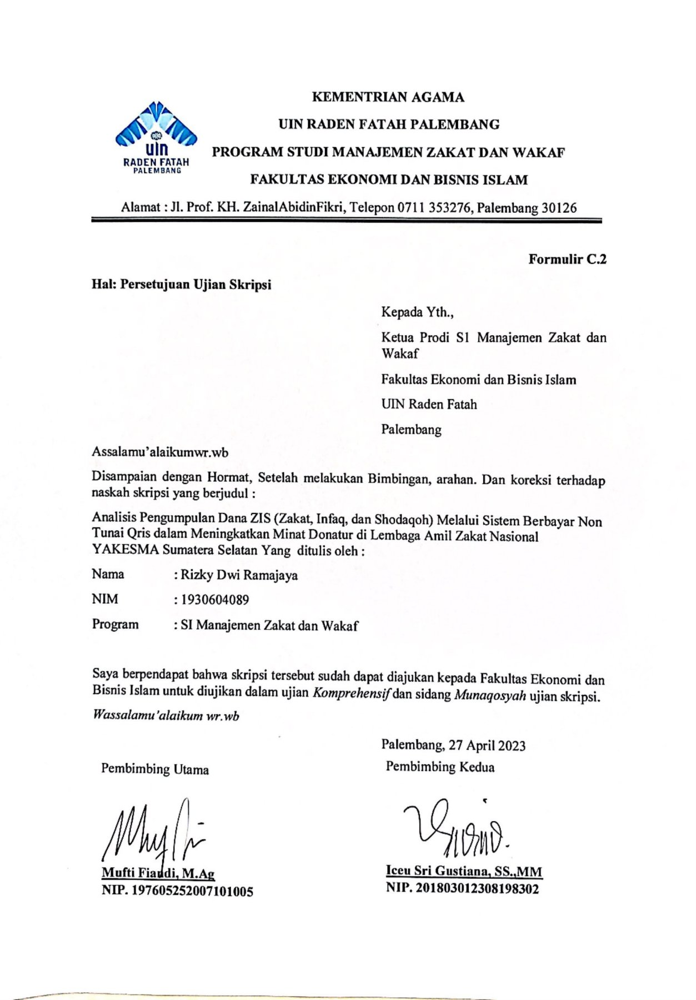 KEMENTRIAN AGAMA
UIN RADEN FATAH PALEMBANG
PROGRAM STUDI MANAJEMEN ZAKAT DAN WAKAF
FAKULTAS EKONOMI DAN BISNIS ISLAM
uin
RADEN FATAH
PALEMBANG
Alamat : Jl. Prof. KH. ZainalAbidinFikri, Telepon 0711 353276, Palembang 30126
Formulir C.2
Hal: Persetujuan Ujian Skripsi
Kepada Yth.,
Ketua Prodi S1 Manajemen Zakat dan
Wakaf
Fakultas Ekonomi dan Bisnis Islam
UIN Raden Fatah
Palembang
Assalamu’alaikumwr.wb
Disampaian dengan Hormat, Setelah melakukan Bimbingan, arahan. Dan koreksi terhadap
naskah skripsi yang berjudul :
Analisis Pengumpulan Dana ZIS (Zakat, Infaq, dan Shodaqoh) Melalui Sistem Berbayar Non
Tunai Qris dalam Meningkatkan Minat Donatur di Lembaga Amil Zakat Nasional
YAKESMA Sumatera Selatan Yang ditulis oleh :
Nama : Rizky Dwi Ramajaya
NIM : 1930604089
Program : SI Manajemen Zakat dan Wakaf
Saya berpendapat bahwa skripsi tersebut sudah dapat diajukan kepada Fakultas Ekonomi dan
Bisnis Islam untuk diujikan dalam ujian Komprehensif dan sidang Munaqosyah ujian skripsi.
Wassalamu’alaikum wr.wb
Palembang, 27 April 2023
Pembimbing Utama
Pembimbing Kedua
Mufti Fiandi, M.Ag
NIP. 197605252007101005
Iceu Sri Gustiana, SS.,MM
NIP. 201803012308198302